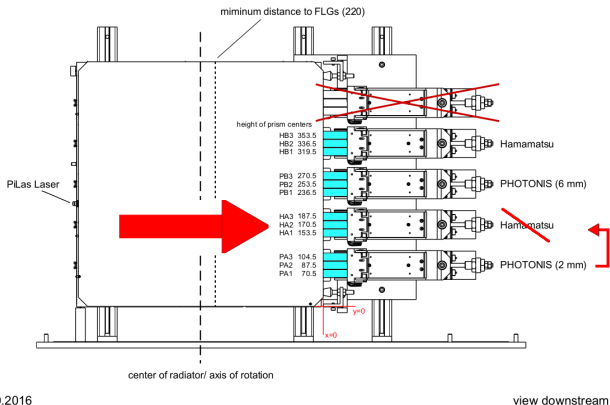 miminum distance to FLGs (220)
height of prism centers
HB3 353.5
HB2 336.5
HB1 319.5
Hamamatsu
PB3 270.5
PB2 253.5
PB1 236.5
PHOTONIS (6 mm)
PiLas Laser
HA3 187.5
HA2 170.5
HA1 153.5
Hamamatsu
PA3 104.5
PA2 87.5
PA1 70.5
PHOTONIS (2 mm)
y=0
x=0
center of radiator/ axis of rotation
.2016
view downstream